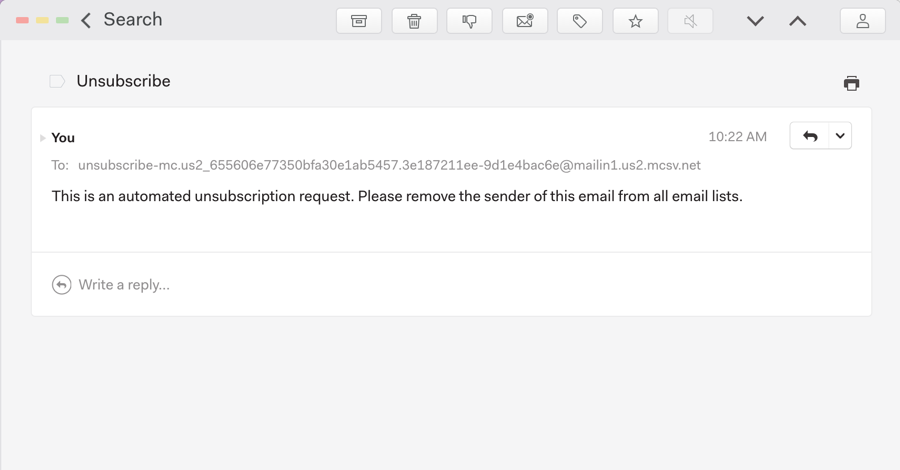 Search
Unsubscribe
You
10:22 AM
To: unsubscribe-mc.us2_655606e77350bfa30e1ab5457.3e187211ee-9d1e4bac6e@mailin1.us2.mcsv.net
This is an automated unsubscription request. Please remove the sender of this email from all email lists.
Write a reply...